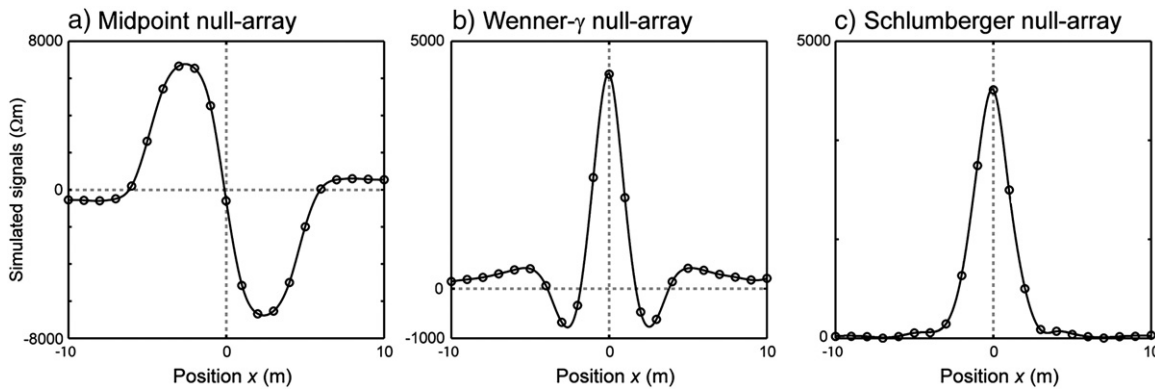 a) Midpoint null-array
8000
0
-8000
-10
0
10
Simulated signals (Ωm)
Position x (m)
b) Wenner-γ null-array
5000
0
-1000
-10
0
10
Position x (m)
c) Schlumberger null-array
5000
0
-10
0
10
Position x (m)